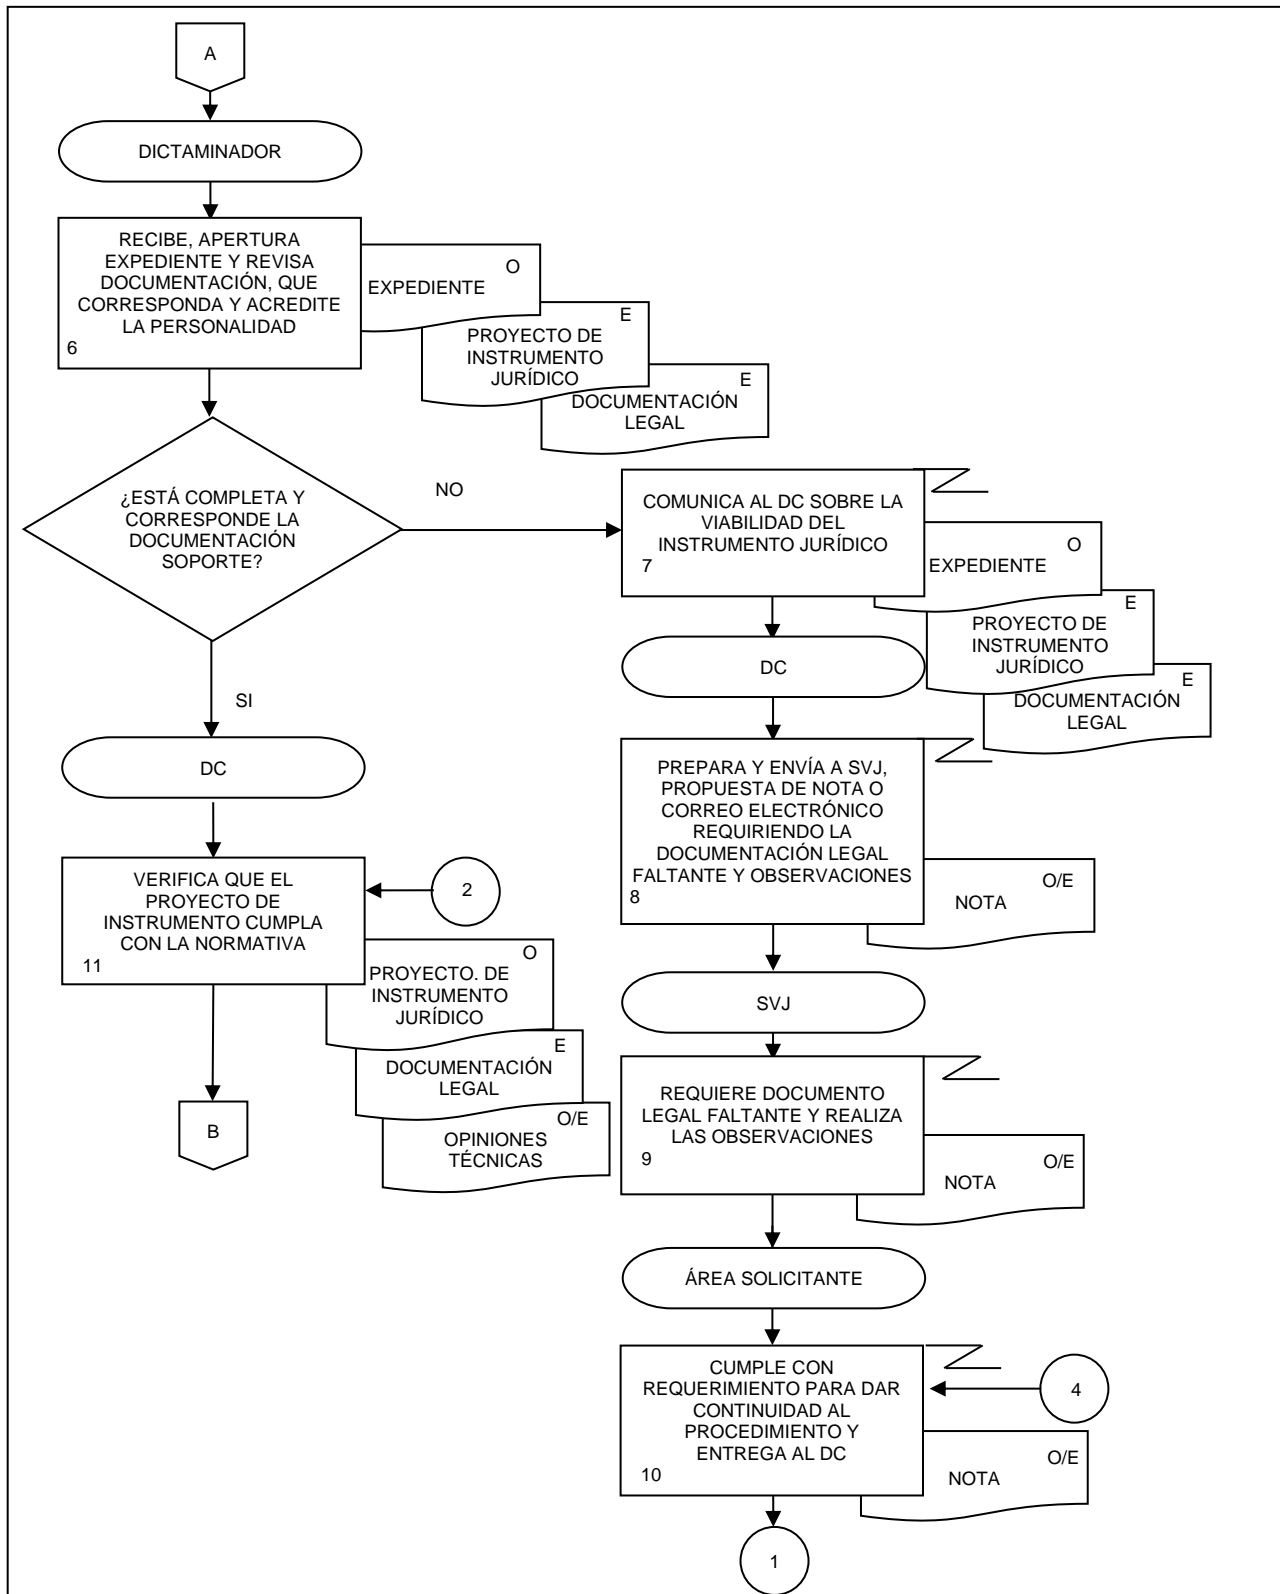 A
DICTAMINADOR
RECIBE, APERTURA
EXPEDIENTE Y REVISA
DOCUMENTACIÓN, QUE
CORRESPONDA Y ACREDITE
LA PERSONALIDAD
6
O
EXPEDIENTE
E
PROYECTO DE
INSTRUMENTO
JURÍDICO
E
DOCUMENTACIÓN
LEGAL
¿ESTÁ COMPLETA Y
CORRESPONDE LA
DOCUMENTACIÓN
SOPORTE?
NO
SI
COMUNICA AL DC SOBRE LA
VIABILIDAD DEL
INSTRUMENTO JURÍDICO
7
O
EXPEDIENTE
E
PROYECTO DE
INSTRUMENTO
JURÍDICO
E
DOCUMENTACIÓN
LEGAL
DC
PREPARA Y ENVÍA A SVJ,
PROPUESTA DE NOTA O
CORREO ELECTRÓNICO
REQUIRIENDO LA
DOCUMENTACIÓN LEGAL
FALTANTE Y OBSERVACIONES
8
O/E
NOTA
SVJ
REQUIERE DOCUMENTO
LEGAL FALTANTE Y REALIZA
LAS OBSERVACIONES
9
O/E
NOTA
ÁREA SOLICITANTE
CUMPLE CON
REQUERIMIENTO PARA DAR
CONTINUIDAD AL
PROCEDIMIENTO Y
ENTREGA AL DC
10
4
O/E
NOTA
1
DC
VERIFICA QUE EL
PROYECTO DE
INSTRUMENTO CUMPLA
CON LA NORMATIVA
11
2
O
PROYECTO. DE
INSTRUMENTO
JURÍDICO
E
DOCUMENTACIÓN
LEGAL
O/E
OPINIONES
TÉCNICAS
B